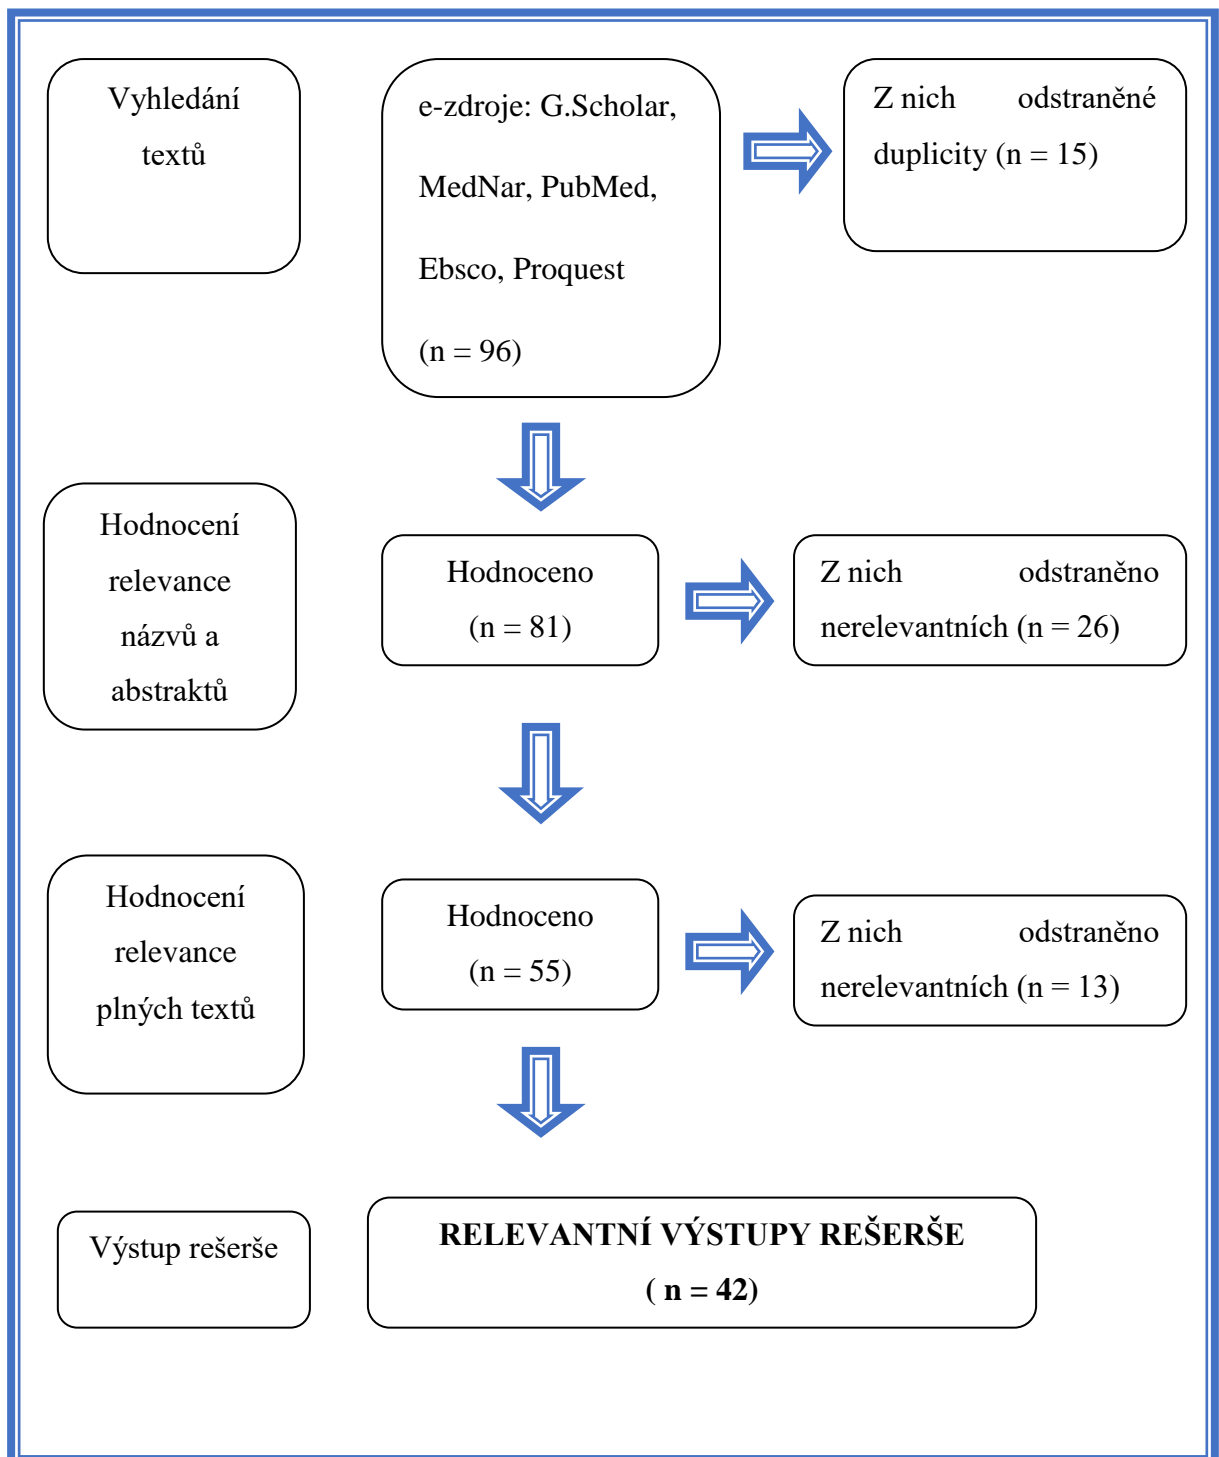 Vyhledání
textů
e-zdroje: G.Scholar,
MedNar, PubMed,
Ebsco, Proquest
(n = 96)
Z nich odstraněné
duplicity (n = 15)
Hodnocení
relevance
názvů a
abstraktů
Hodnoceno
(n = 81)
Z nich odstraněno
nerelevantních (n = 26)
Hodnocení
relevance
plných textů
Hodnoceno
(n = 55)
Z nich odstraněno
nerelevantních (n = 13)
Výstup rešerše
RELEVANTNÍ VÝSTUPY REŠERŠE
( n = 42)